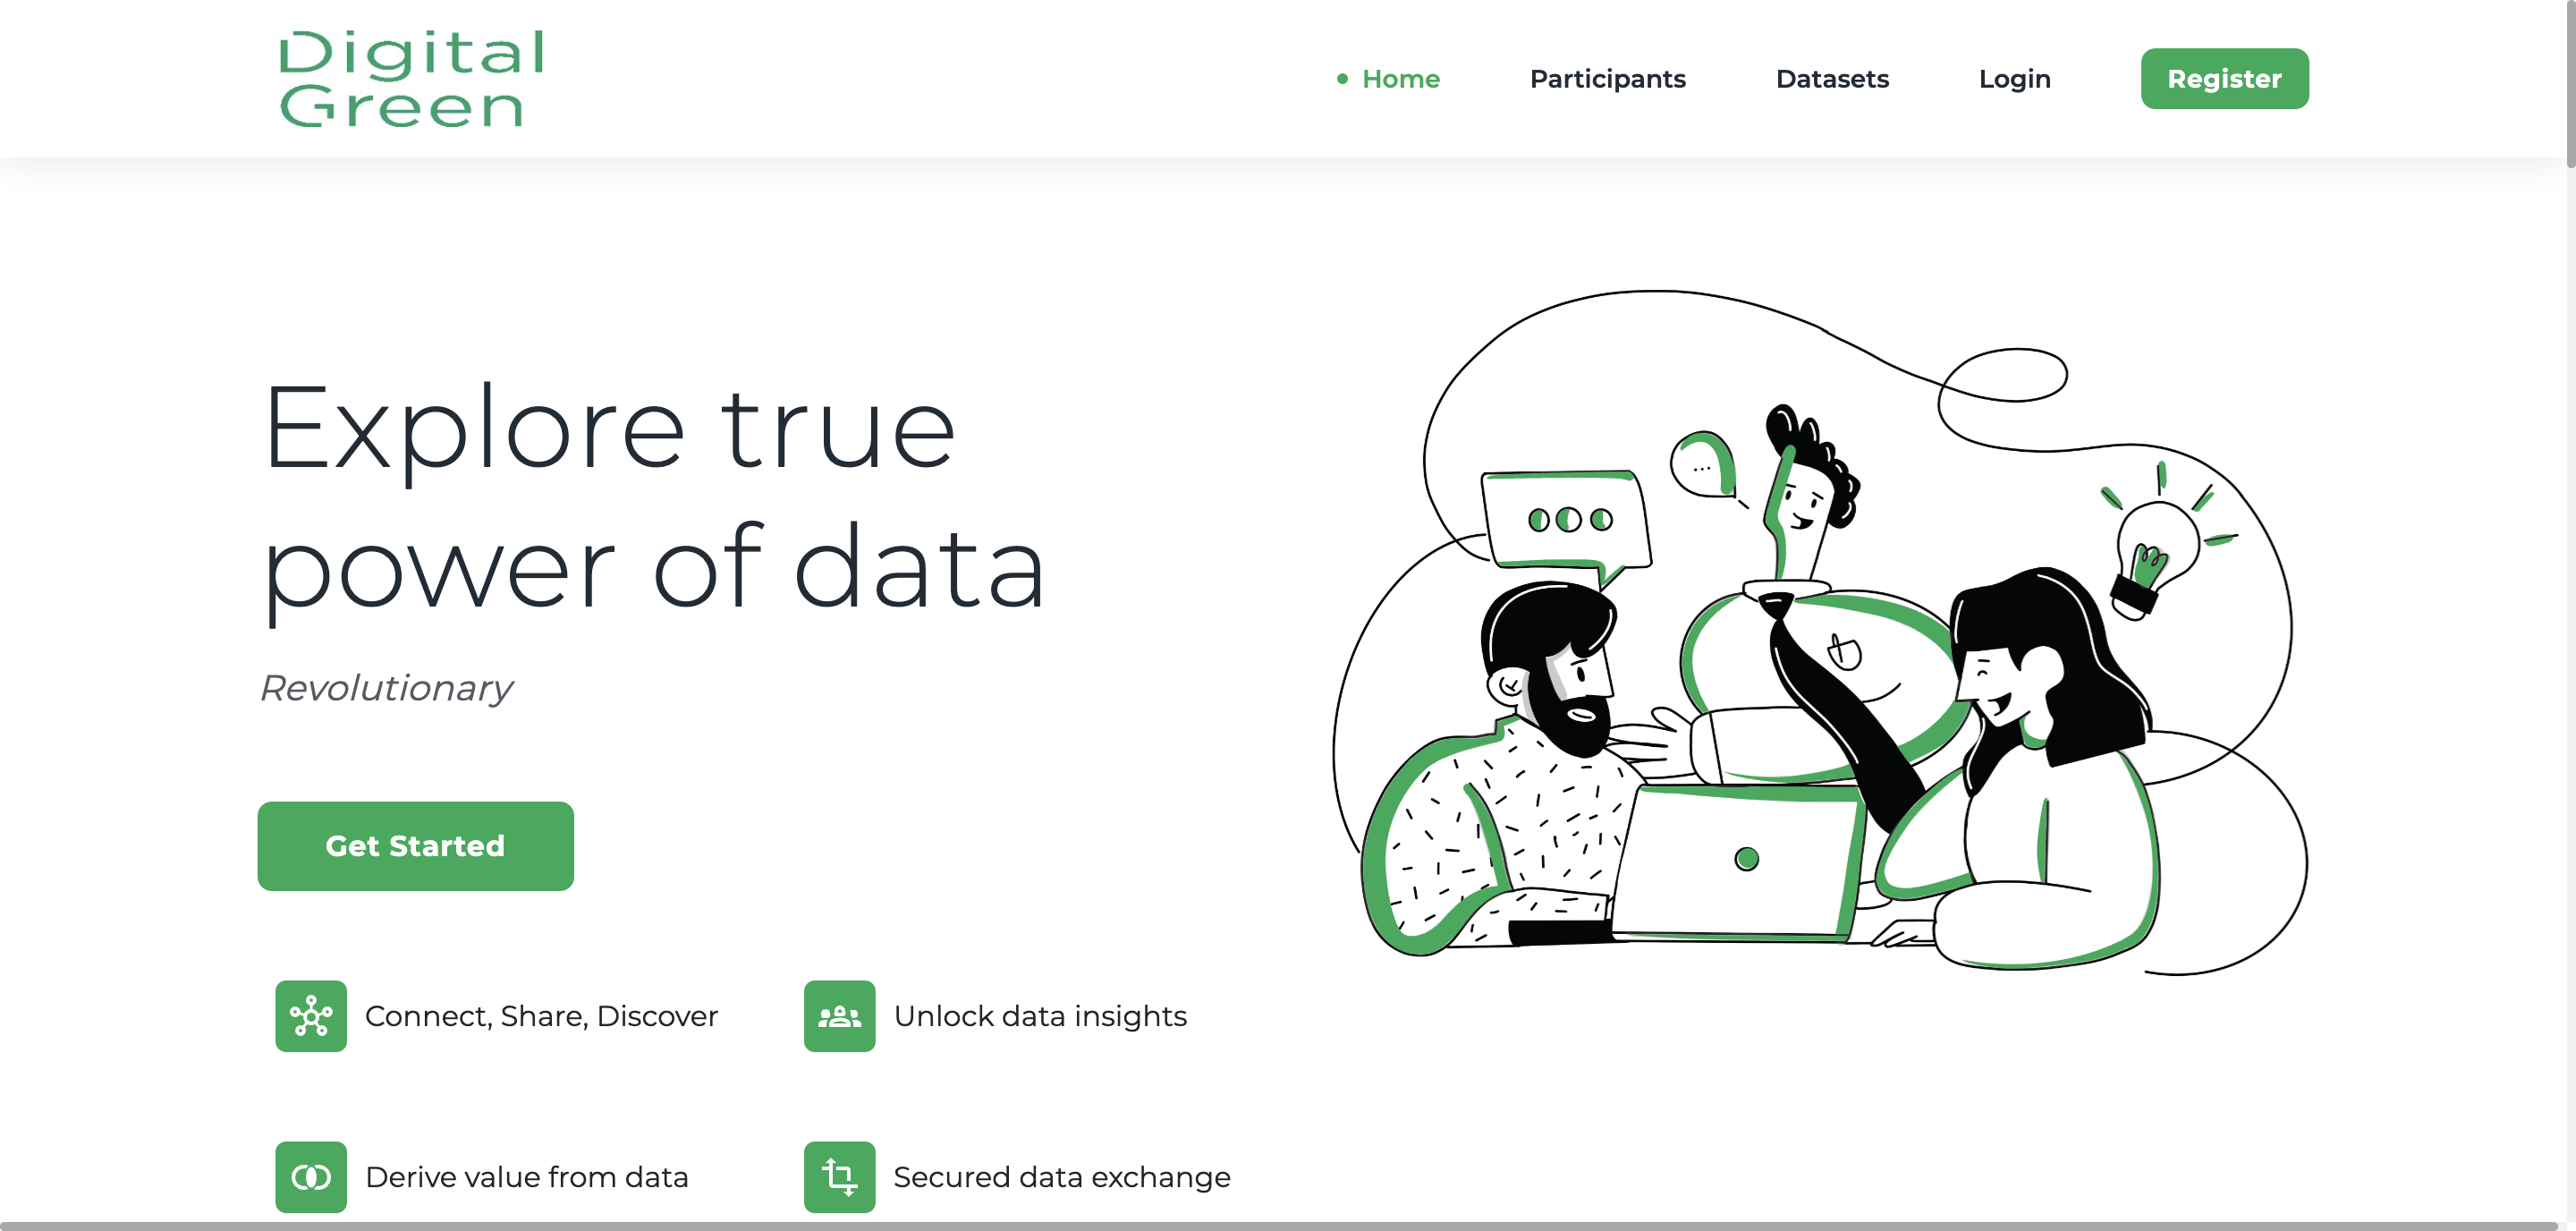 Digital
Green
Home
Participants
Datasets
Login
Register
Explore true
power of data
Revolutionary
Get Started
Connect, Share, Discover
Unlock data insights
Derive value from data
Secured data exchange